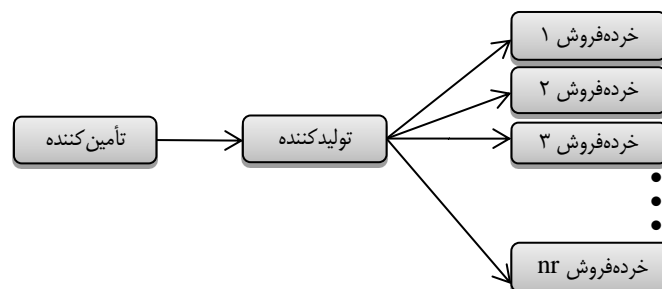 خرده‌فروش ۱
خرده‌فروش ۲
خرده‌فروش ۳
تأمین‌کننده
تولیدکننده
خرده‌فروش nr